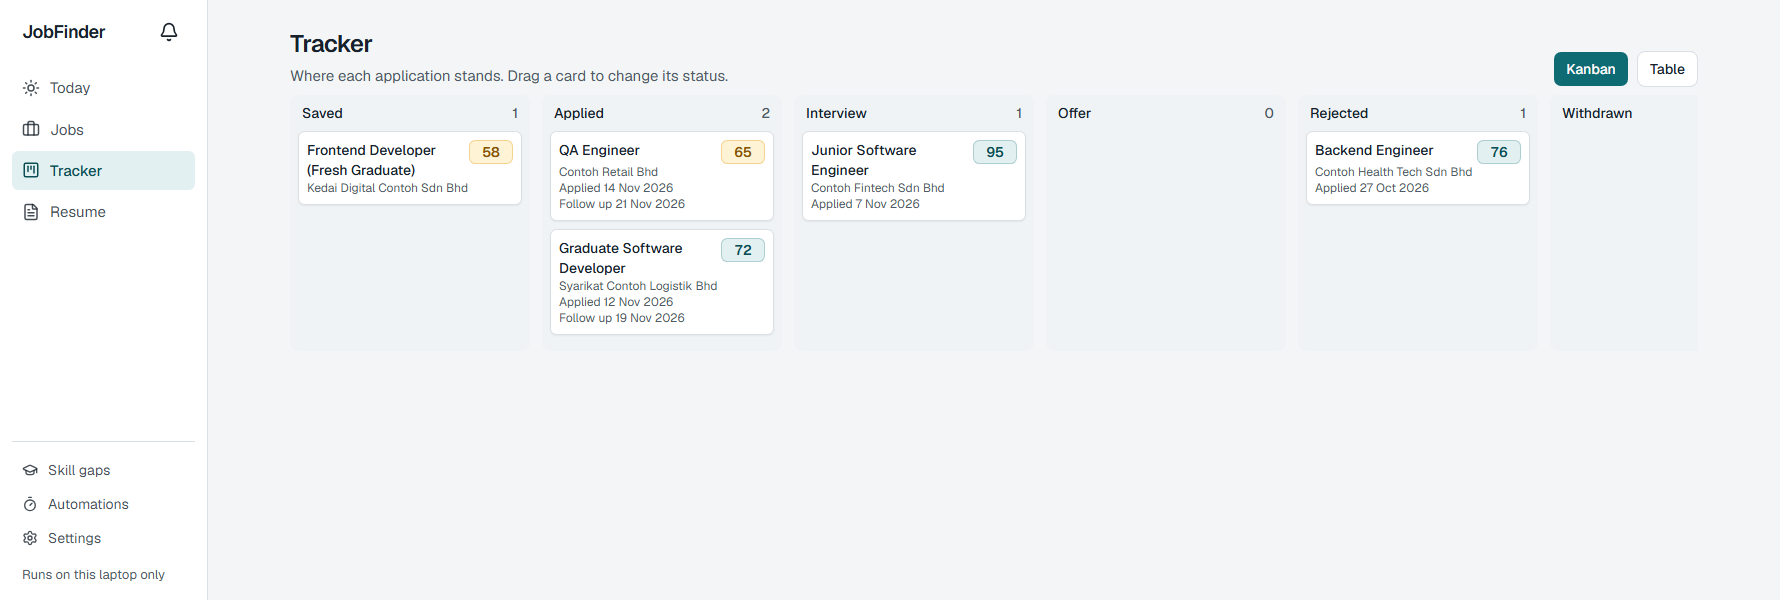 JobFinder
Today
Jobs
Tracker
Resume
Skill gaps
Automations
Settings
Runs on this laptop only
Tracker
Where each application stands. Drag a card to change its status.
Kanban
Table
Saved 1
Frontend Developer 58
(Fresh Graduate)
Kedai Digital Contoh Sdn Bhd
Applied 2
QA Engineer 65
Contoh Retail Bhd
Applied 14 Nov 2026
Follow up 21 Nov 2026
Graduate Software 72
Developer
Syarikat Contoh Logistik Bhd
Applied 12 Nov 2026
Follow up 19 Nov 2026
Interview 1
Junior Software 95
Engineer
Contoh Fintech Sdn Bhd
Applied 7 Nov 2026
Offer 0
Rejected 1
Backend Engineer 76
Contoh Health Tech Sdn Bhd
Applied 27 Oct 2026
Withdrawn